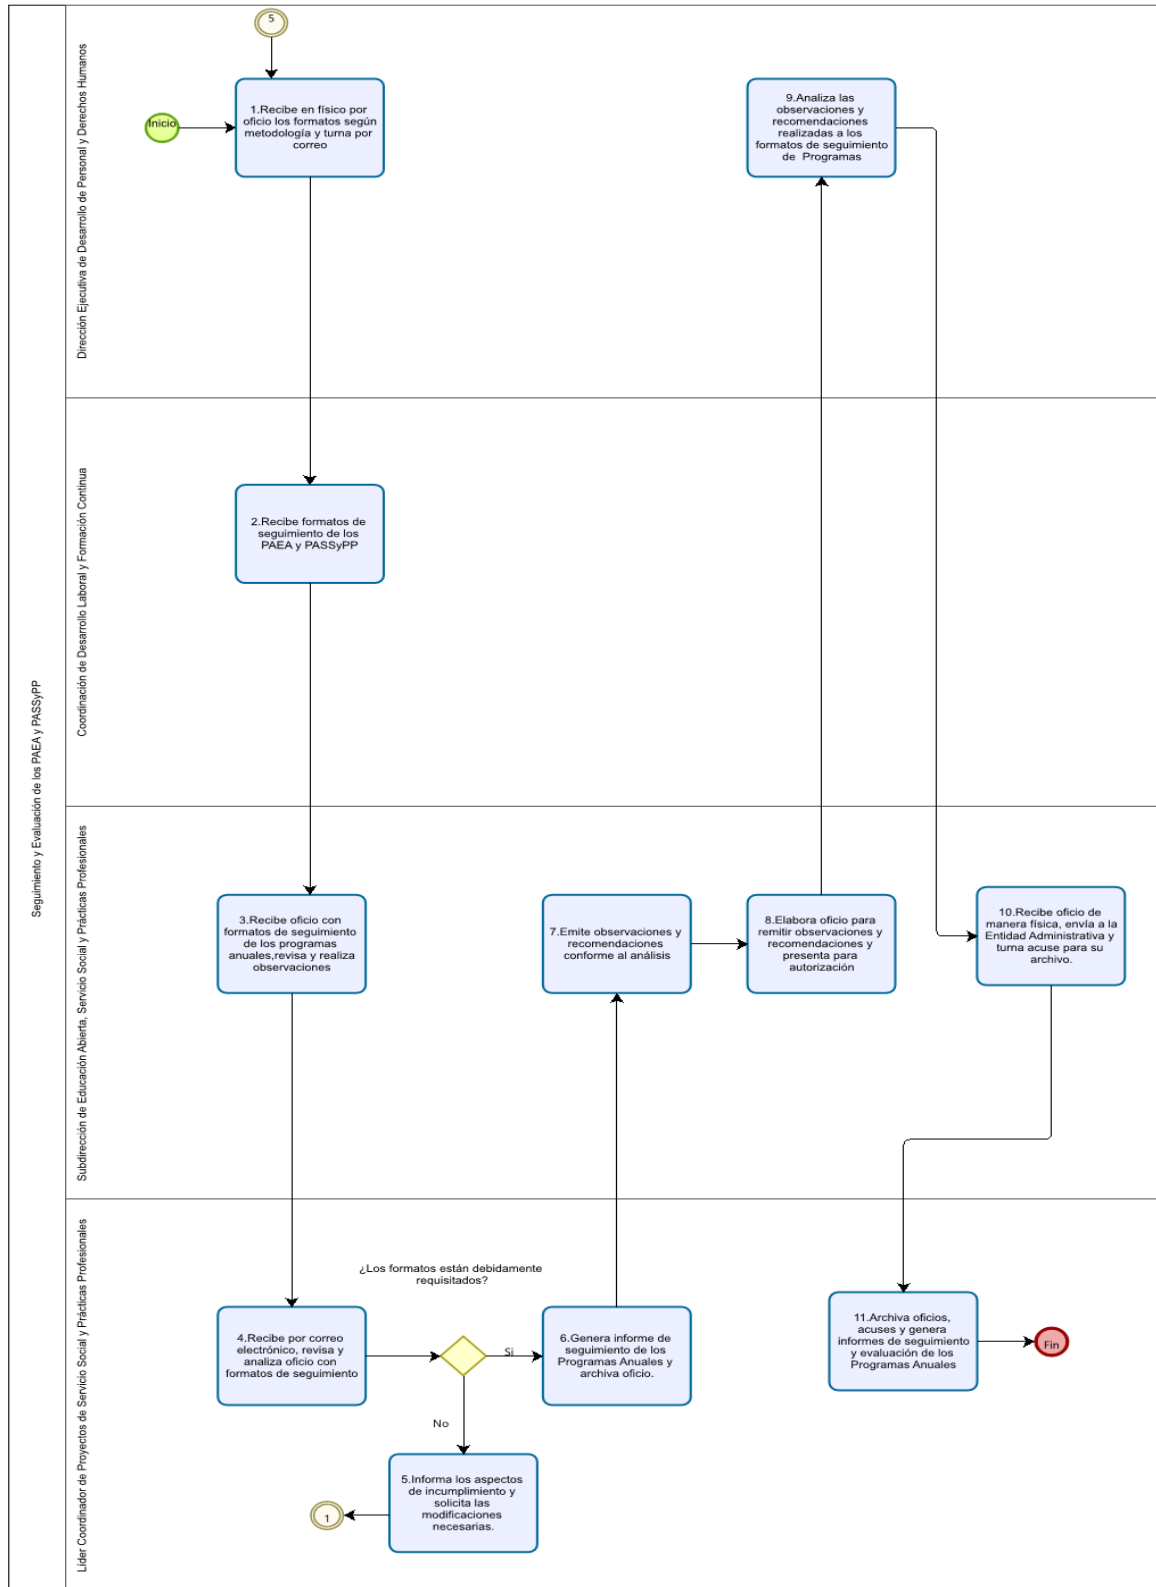 Seguimiento y Evaluación de los PAEA y PASSyPP
Dirección Ejecutiva de Desarrollo de Personal y Derechos Humanos
5
Inicio
1.Recibe en físico por
oficio los formatos según
metodología y turna por
correo
9.Analiza las
observaciones y
recomendaciones
realizadas a los
formatos de seguimiento
de Programas
Coordinación de Desarrollo Laboral y Formación Continua
2.Recibe formatos de
seguimiento de los
PAEA y PASSyPP
Subdirección de Educación Abierta, Servicio Social y Prácticas Profesionales
3.Recibe oficio con
formatos de seguimiento
de los programas
anuales,revisa y realiza
observaciones
7.Emite observaciones y
recomendaciones
conforme al análisis
8.Elabora oficio para
remitir observaciones y
recomendaciones y
presenta para
autorización
10.Recibe oficio de
manera física, envía a la
Entidad Administrativa y
turna acuse para su
archivo.
Líder Coordinador de Proyectos de Servicio Social y Prácticas Profesionales
¿Los formatos están debidamente
requisitados?
4.Recibe por correo
electrónico, revisa y
analiza oficio con
formatos de seguimiento
Si
6.Genera informe de
seguimiento de los
Programas Anuales y
archiva oficio.
11.Archiva oficios,
acuses y genera
informes de seguimiento
y evaluación de los
Programas Anuales
Fin
No
5.Informa los aspectos
de incumplimiento y
solicita las
modificaciones
necesarias.
1